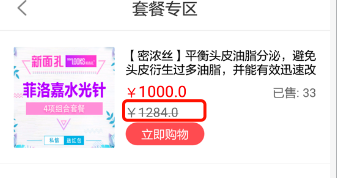 套餐专区
新面孔
菲洛嘉水光针
4项组合套餐
【密浓丝】平衡头皮油脂分泌，避免
头皮衍生过多油脂，并能有效迅速改
￥1000.0
已售: 33
￥1284.0
立即购物